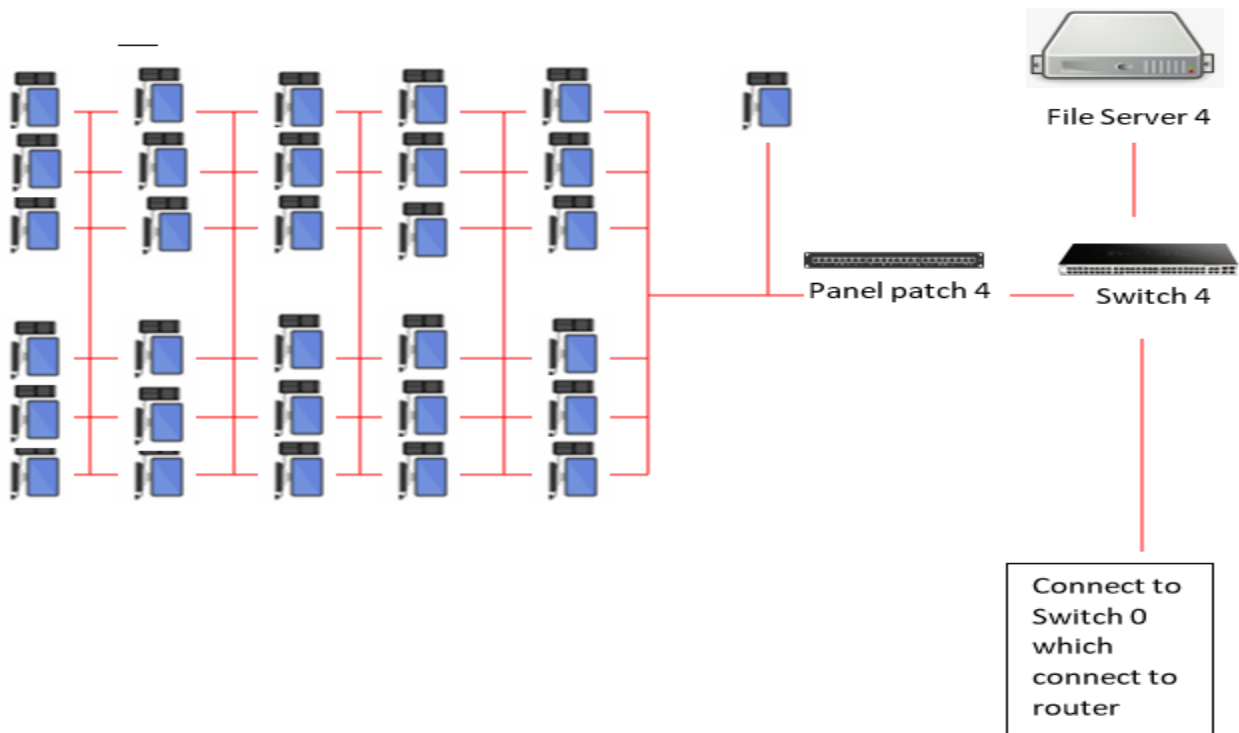 File Server 4
Panel patch 4
Switch 4
Connect to
Switch 0
which
connect to
router